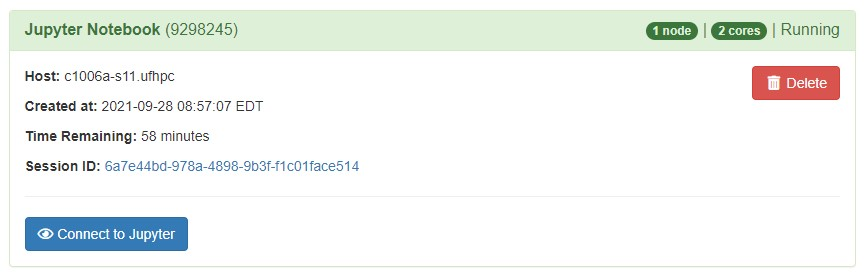 Jupyter Notebook (9298245) 1 node | 2 cores | Running
Host: c1006a-s11.ufhpc
Delete
Created at: 2021-09-28 08:57:07 EDT
Time Remaining: 58 minutes
Session ID: 6a7e44bd-978a-4898-9b3f-f1c01face514
Connect to Jupyter